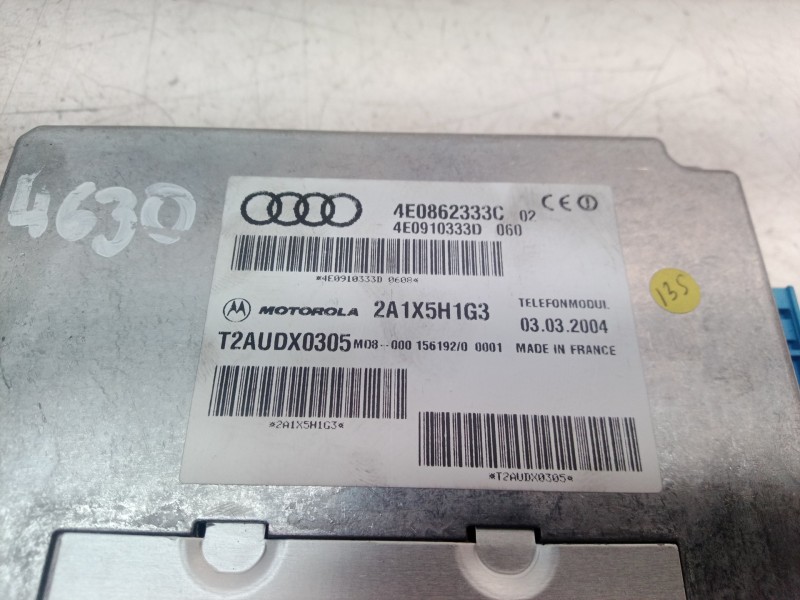 4630
4E0862333C 02 CE
4E0910333D 060
*4E0910333D 0608*
135
MOTOROLA 2A1X5H1G3 TELEFONMODUL
03.03.2004
T2AUDX0305 M08--000 156192/0 0001 MADE IN FRANCE
*2A1X5H1G3*
*T2AUDX0305*